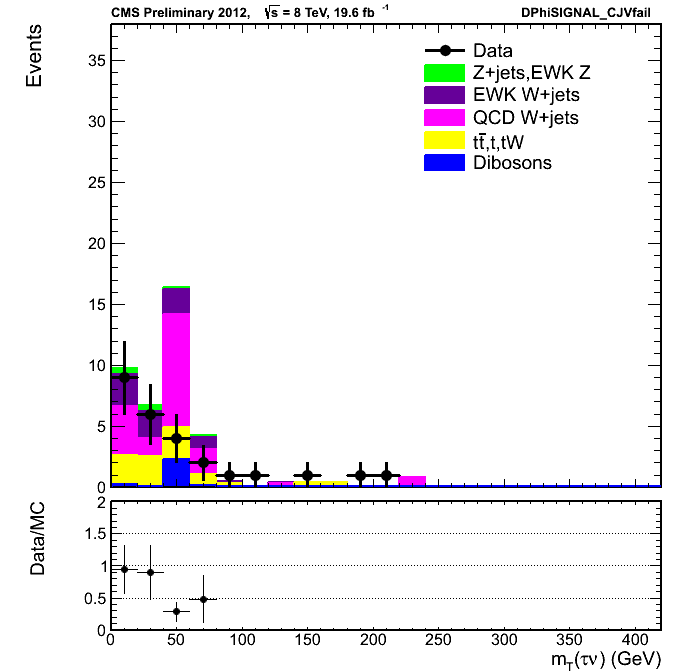 CMS Preliminary 2012, √s = 8 TeV, 19.6 fb⁻¹ DPhiSIGNAL_CJVfail
Events
Data
Z+jets,EWK Z
EWK W+jets
QCD W+jets
tt̄,t,tW
Dibosons
35
30
25
20
15
10
5
0
Data/MC
2
1.5
1
0.5
0
0 50 100 150 200 250 300 350 400
m_T(τν) (GeV)